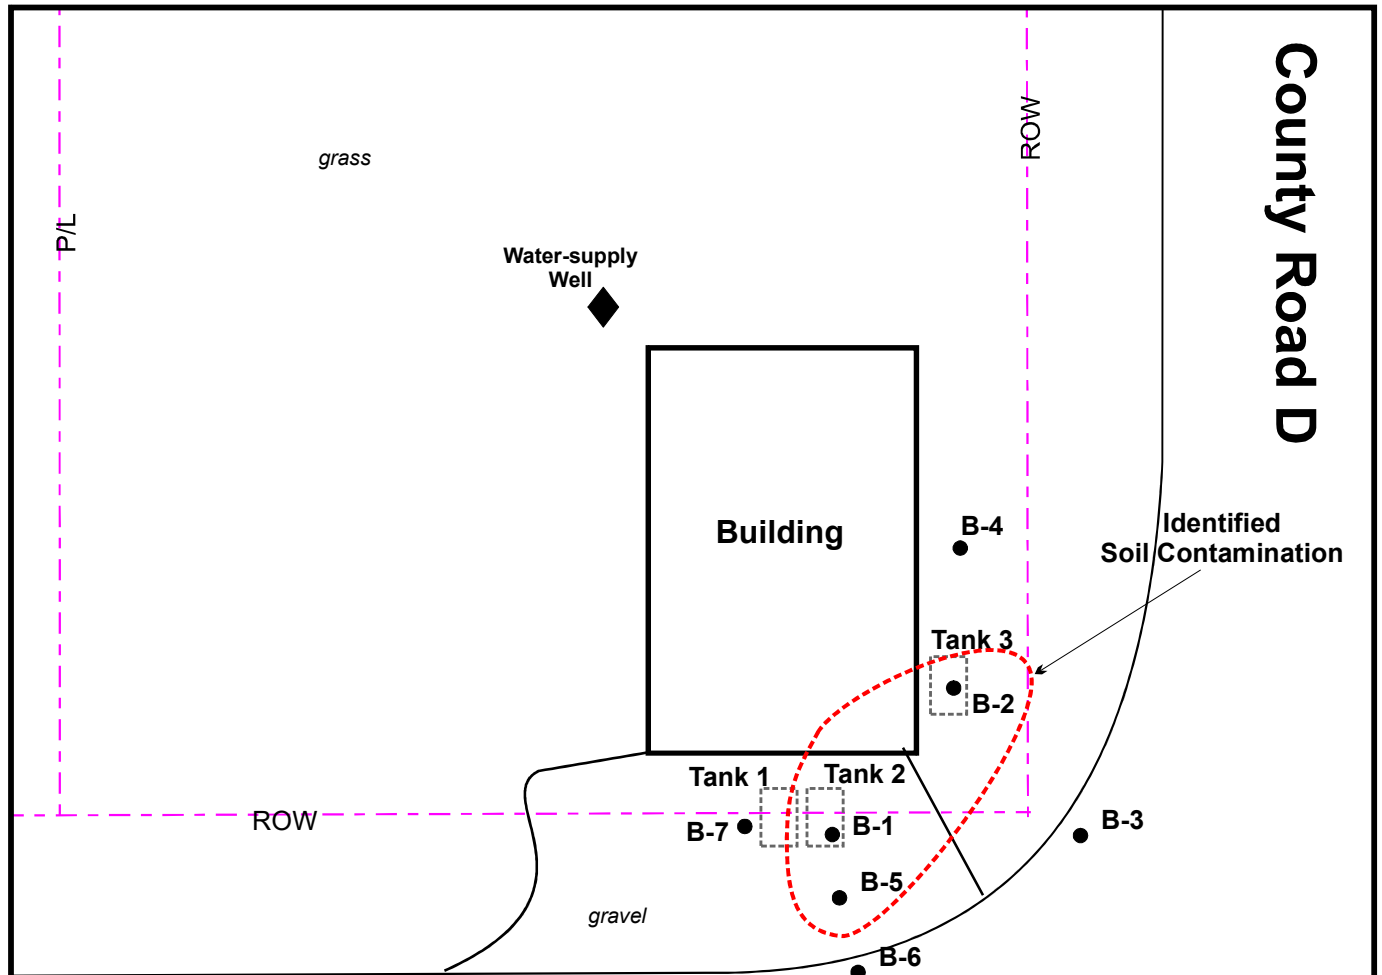 County Road D
ROW
grass
P/L
Water-supply
Well
Identified
Soil Contamination
B-4
Building
Tank 3
B-2
Tank 1
Tank 2
ROW
B-7
B-1
B-3
B-5
gravel
B-6